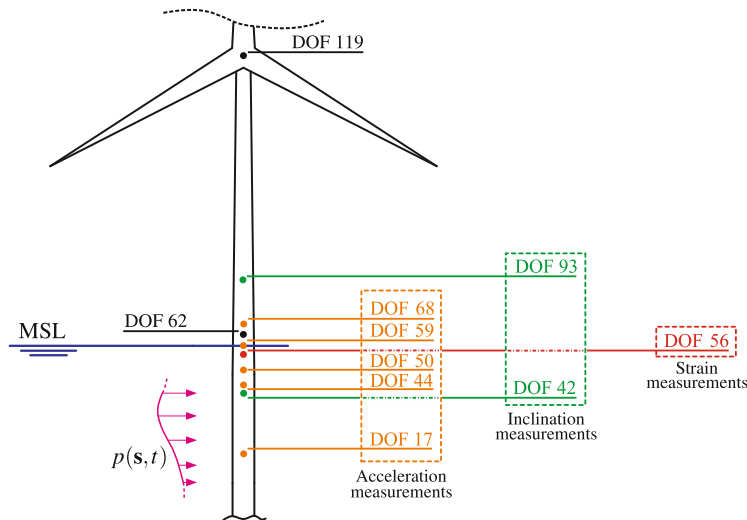 DOF 119
DOF 93
DOF 68
DOF 62
MSL
DOF 59
DOF 56
DOF 50
Strain
measurements
DOF 44
DOF 42
Inclination
measurements
DOF 17
p(s,t)
Acceleration
measurements